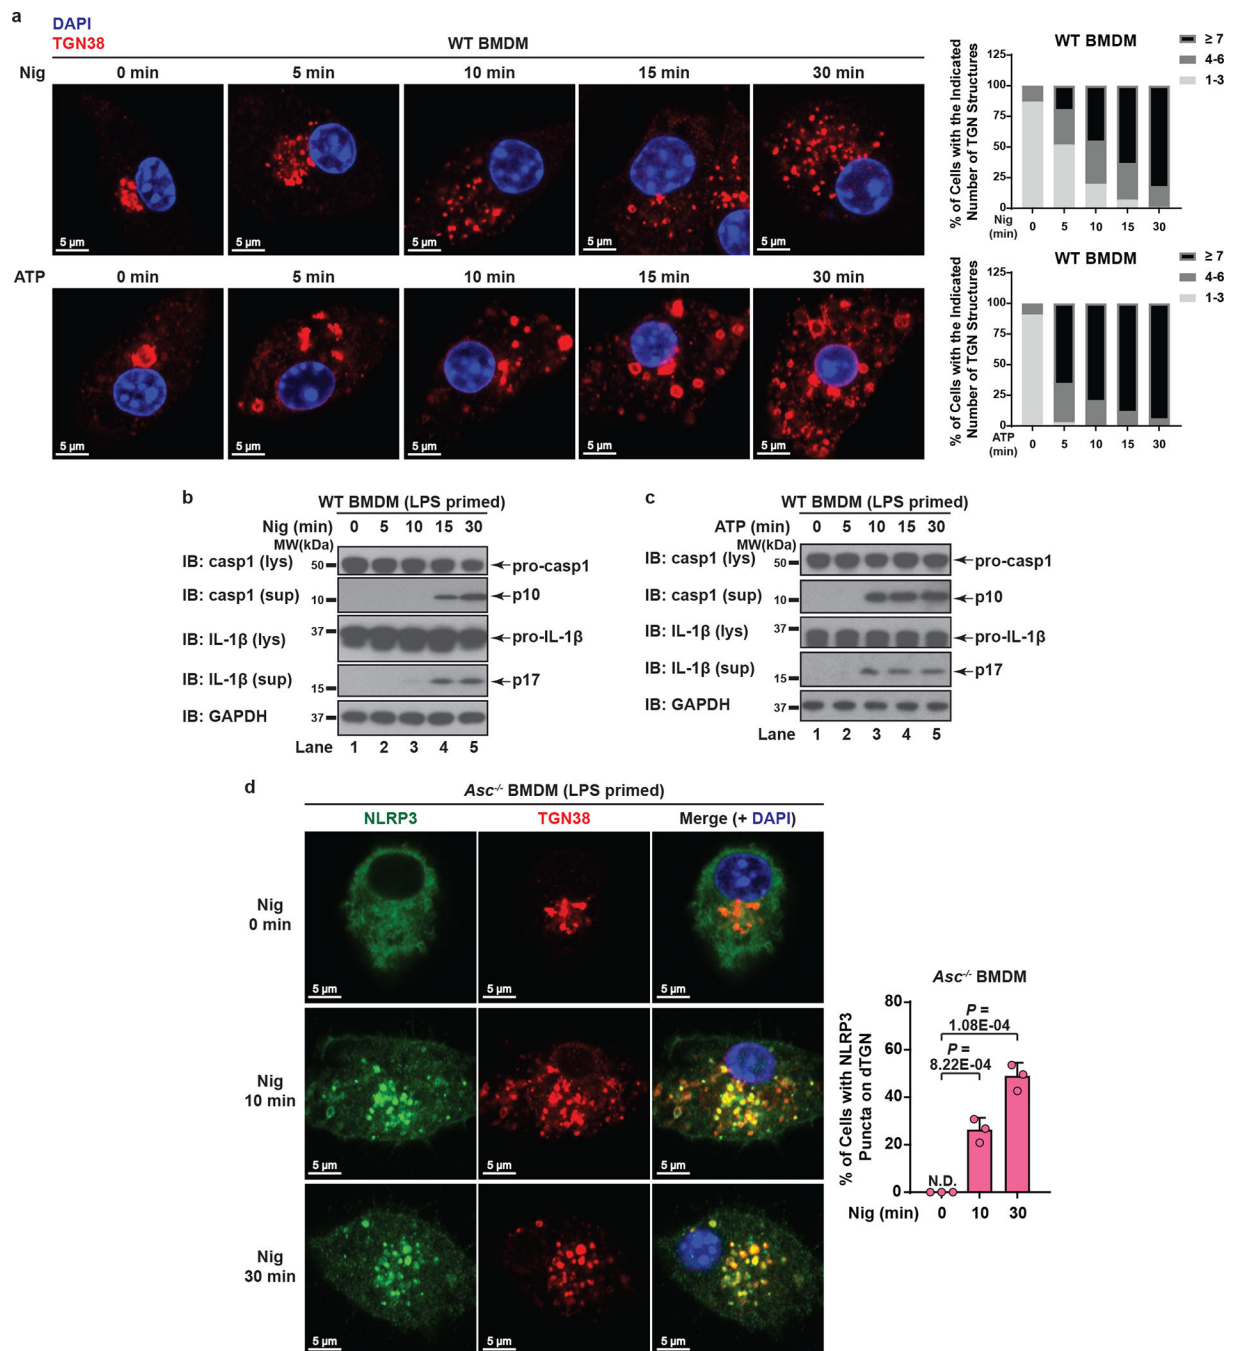 a
DAPI
TGN38
WT BMDM
Nig
0 min
5 min
10 min
15 min
30 min
5 µm
5 µm
5 µm
5 µm
5 µm
ATP
0 min
5 min
10 min
15 min
30 min
5 µm
5 µm
5 µm
5 µm
5 µm
WT BMDM
≥ 7
4-6
1-3
% of Cells with the Indicated
Number of TGN Structures
125
100
75
50
25
0
Nig
(min)
0
5
10
15
30
WT BMDM
≥ 7
4-6
1-3
% of Cells with the Indicated
Number of TGN Structures
125
100
75
50
25
0
ATP
(min)
0
5
10
15
30
b
WT BMDM (LPS primed)
Nig (min) 0 5 10 15 30
MW(kDa)
IB: casp1 (lys) 50 pro-casp1
IB: casp1 (sup) 10 p10
IB: IL-1β (lys) 37 pro-IL-1β
IB: IL-1β (sup) 15 p17
IB: GAPDH 37
Lane 1 2 3 4 5
c
WT BMDM (LPS primed)
ATP (min) 0 5 10 15 30
MW(kDa)
IB: casp1 (lys) 50 pro-casp1
IB: casp1 (sup) 10 p10
IB: IL-1β (lys) 37 pro-IL-1β
IB: IL-1β (sup) 15 p17
IB: GAPDH 37
Lane 1 2 3 4 5
d
Asc-/- BMDM (LPS primed)
NLRP3
TGN38
Merge (+ DAPI)
Nig
0 min
5 µm
5 µm
5 µm
Nig
10 min
5 µm
5 µm
5 µm
Nig
30 min
5 µm
5 µm
5 µm
Asc-/- BMDM
% of Cells with NLRP3
Puncta on dTGN
80
60
40
20
0
P =
1.08E-04
P =
8.22E-04
N.D.
Nig (min) 0 10 30